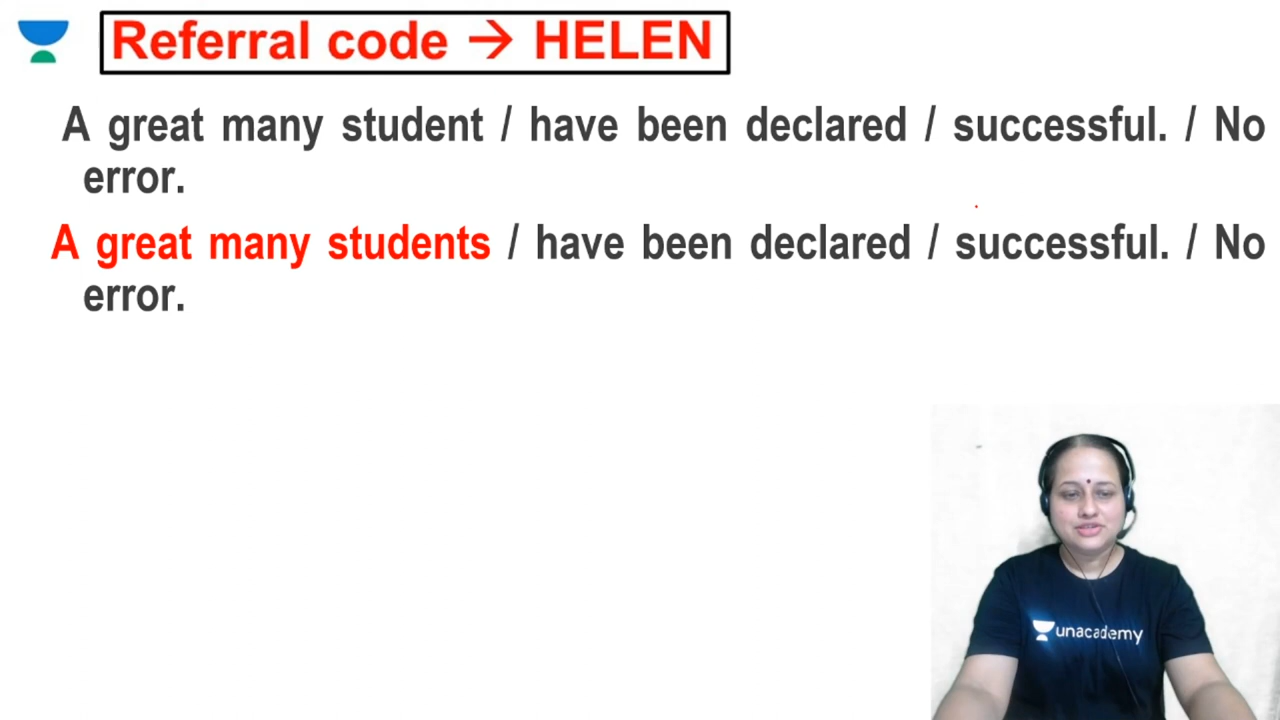 Referral code → HELEN
A great many student / have been declared / successful. / No
error.
A great many students / have been declared / successful. / No
error.
unacademy